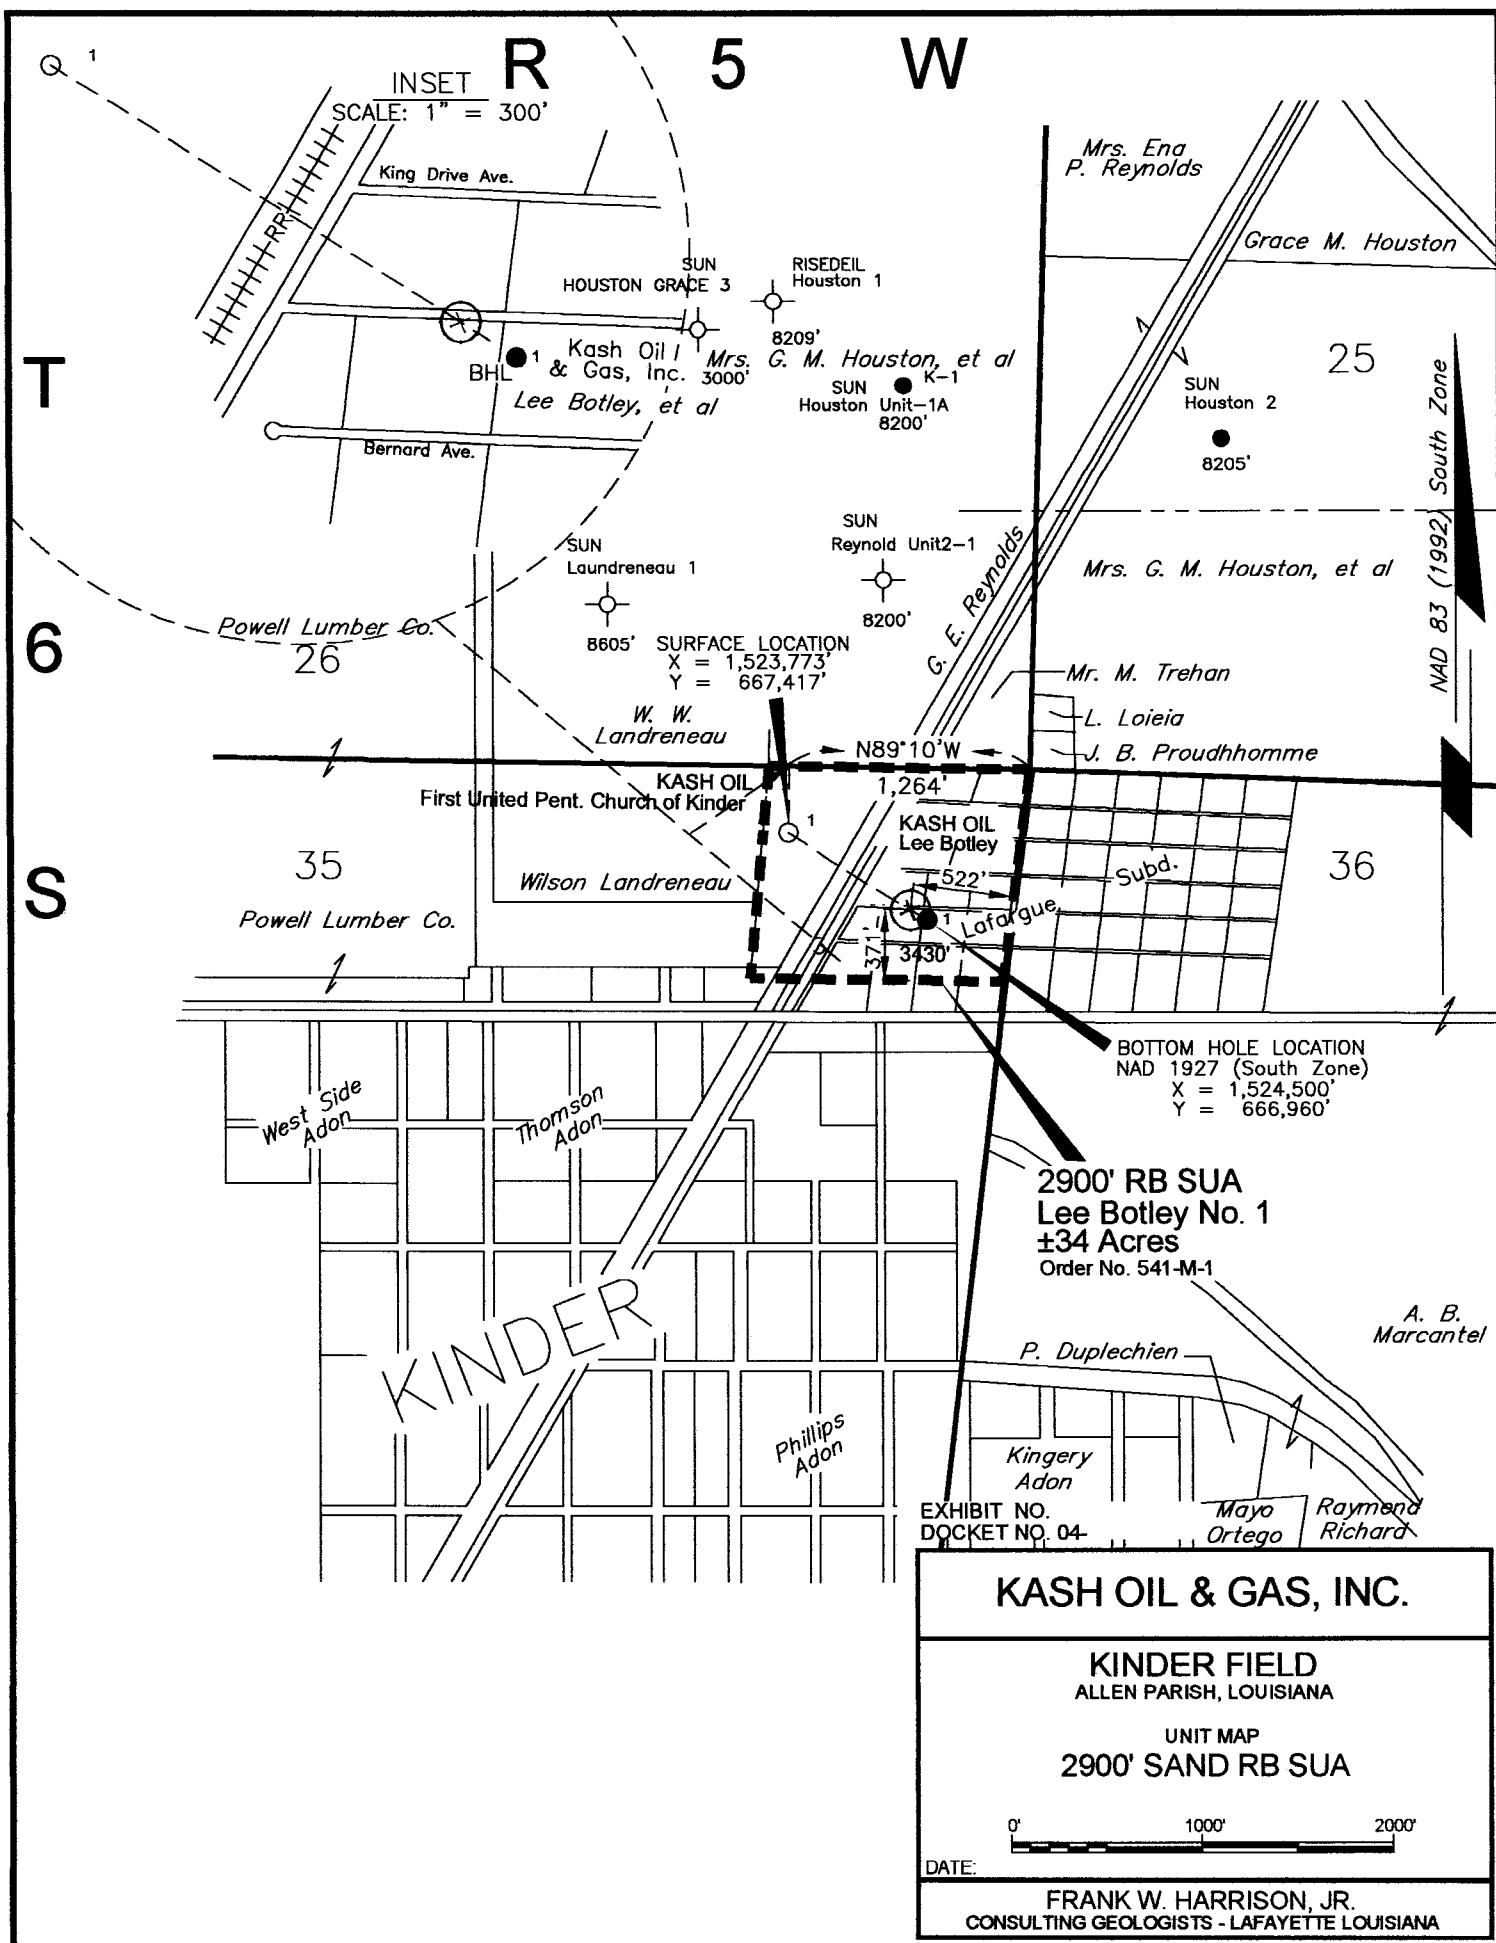 R 5 W
T
6
S
1
INSET
SCALE: 1" = 300'
King Drive Ave.
RR
SUN
HOUSTON GRACE 3
3000'
RISEDEIL
Houston 1
8209'
BHL
1
Kash Oil
& Gas, Inc.
Lee Botley, et al
Mrs. G. M. Houston, et al
SUN
Houston Unit-1A
8200'
K-1
Bernard Ave.
Mrs. Ena
P. Reynolds
Grace M. Houston
25
SUN
Houston 2
8205'
NAD 83 (1992) South Zone
SUN
Laundreneau 1
8605'
SUN
Reynold Unit2-1
8200'
G. E. Reynolds
Mrs. G. M. Houston, et al
Powell Lumber Co.
26
SURFACE LOCATION
X = 1,523,773'
Y = 667,417'
W. W.
Landreneau
Mr. M. Trehan
L. Loieia
J. B. Proudhhomme
N89°10'W
1,264'
KASH OIL
First United Pent. Church of Kinder
1
KASH OIL
Lee Botley
522'
Subd.
Lafargue
36
35
Wilson Landreneau
Powell Lumber Co.
371'
1
3430'
BOTTOM HOLE LOCATION
NAD 1927 (South Zone)
X = 1,524,500'
Y = 666,960'
West Side
Adon
Thomson
Adon
2900' RB SUA
Lee Botley No. 1
±34 Acres
Order No. 541-M-1
KINDER
A. B.
Marcantel
P. Duplechien
Phillips
Adon
Kingery
Adon
Mayo
Ortego
Raymend
Richard
EXHIBIT NO.
DOCKET NO. 04-
KASH OIL & GAS, INC.
KINDER FIELD
ALLEN PARISH, LOUISIANA
UNIT MAP
2900' SAND RB SUA
0' 1000' 2000'
DATE:
FRANK W. HARRISON, JR.
CONSULTING GEOLOGISTS - LAFAYETTE LOUISIANA